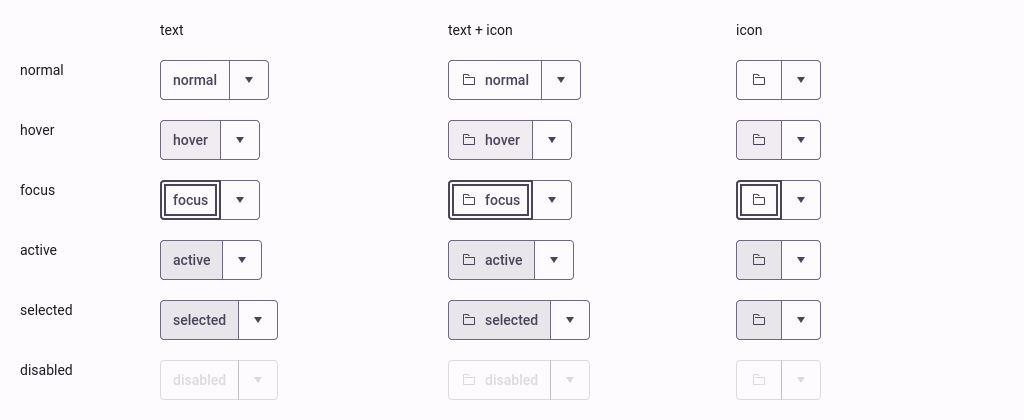 text text + icon icon
normal normal normal
hover hover hover
focus focus focus
active active active
selected selected selected
disabled disabled disabled